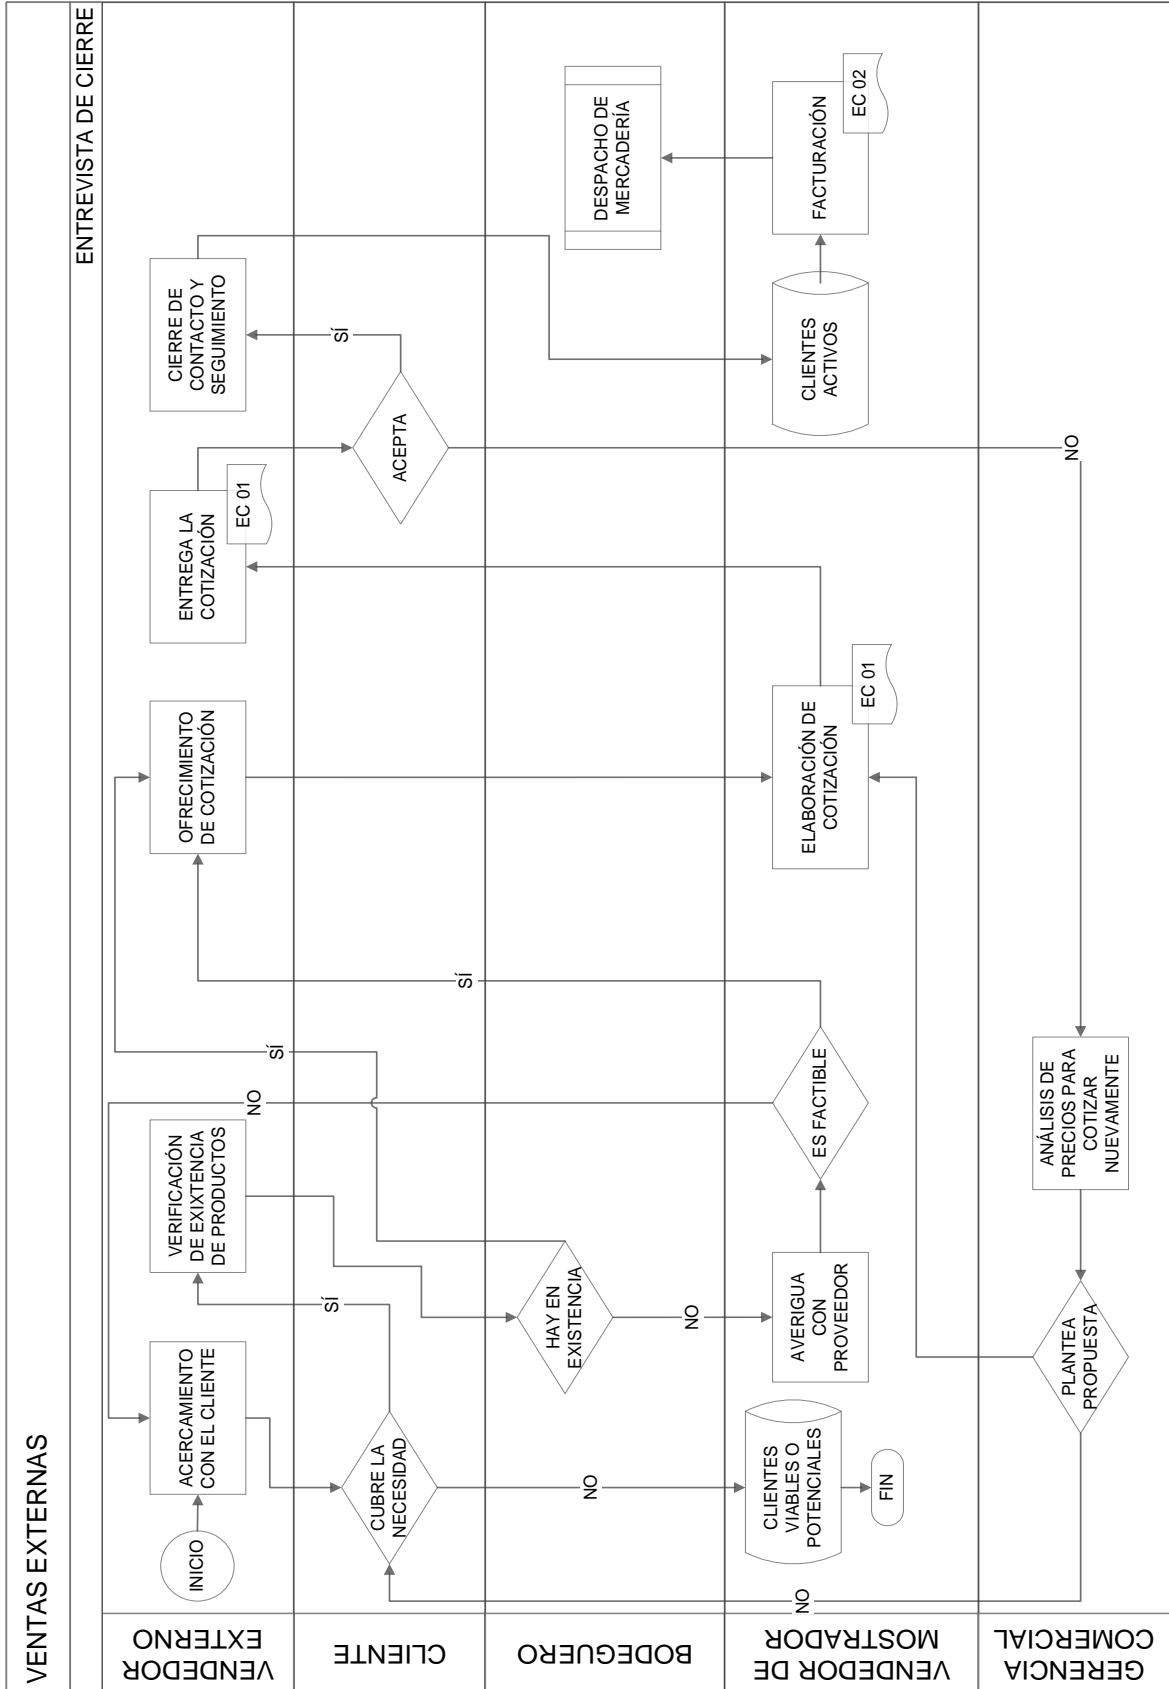 VENTAS EXTERNAS
ENTREVISTA DE CIERRE
VENDEDOR
EXTERNO
INICIO
ACERCAMIENTO
CON EL CLIENTE
VERIFICACIÓN
DE EXIXTENCIA
DE PRODUCTOS
OFRECIMIENTO
DE COTIZACIÓN
ENTREGA LA
COTIZACIÓN
EC 01
CIERRE DE
CONTACTO Y
SEGUIMIENTO
CLIENTE
CUBRE LA
NECESIDAD
SÍ
NO
SÍ
NO
ACEPTA
SÍ
BODEGUERO
HAY EN
EXISTENCIA
NO
SÍ
DESPACHO DE
MERCADERÍA
VENDEDOR DE
MOSTRADOR
NO
CLIENTES
VIABLES O
POTENCIALES
FIN
AVERIGUA
CON
PROVEEDOR
ES FACTIBLE
ELABORACIÓN DE
COTIZACIÓN
EC 01
CLIENTES
ACTIVOS
FACTURACIÓN
EC 02
GERENCIA
COMERCIAL
PLANTEA
PROPUESTA
ANÁLISIS DE
PRECIOS PARA
COTIZAR
NUEVAMENTE
NO